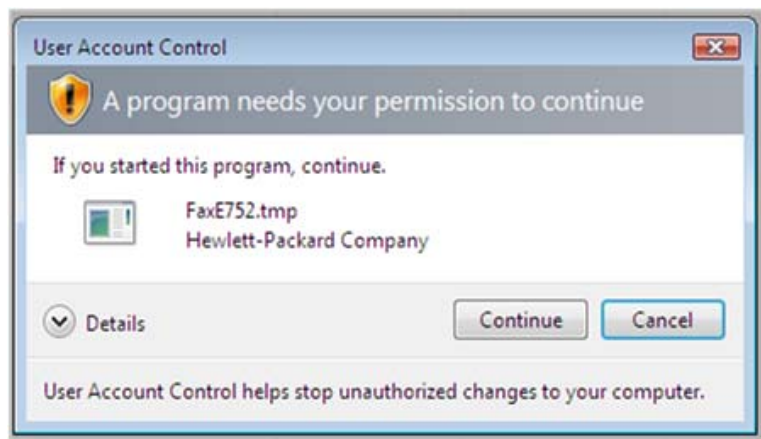 User Account Control
A program needs your permission to continue
If you started this program, continue.
FaxE752.tmp
Hewlett-Packard Company
Details
Continue
Cancel
User Account Control helps stop unauthorized changes to your computer.